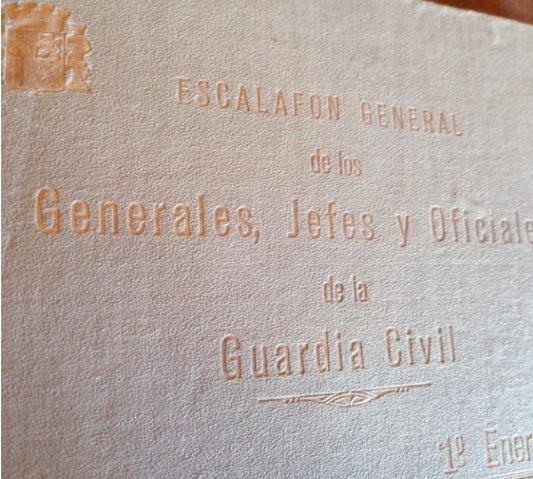 ESCALAFON GENERAL
de los
Generales, Jefes y Oficiale
de la
Guardia Civil
1º Ener